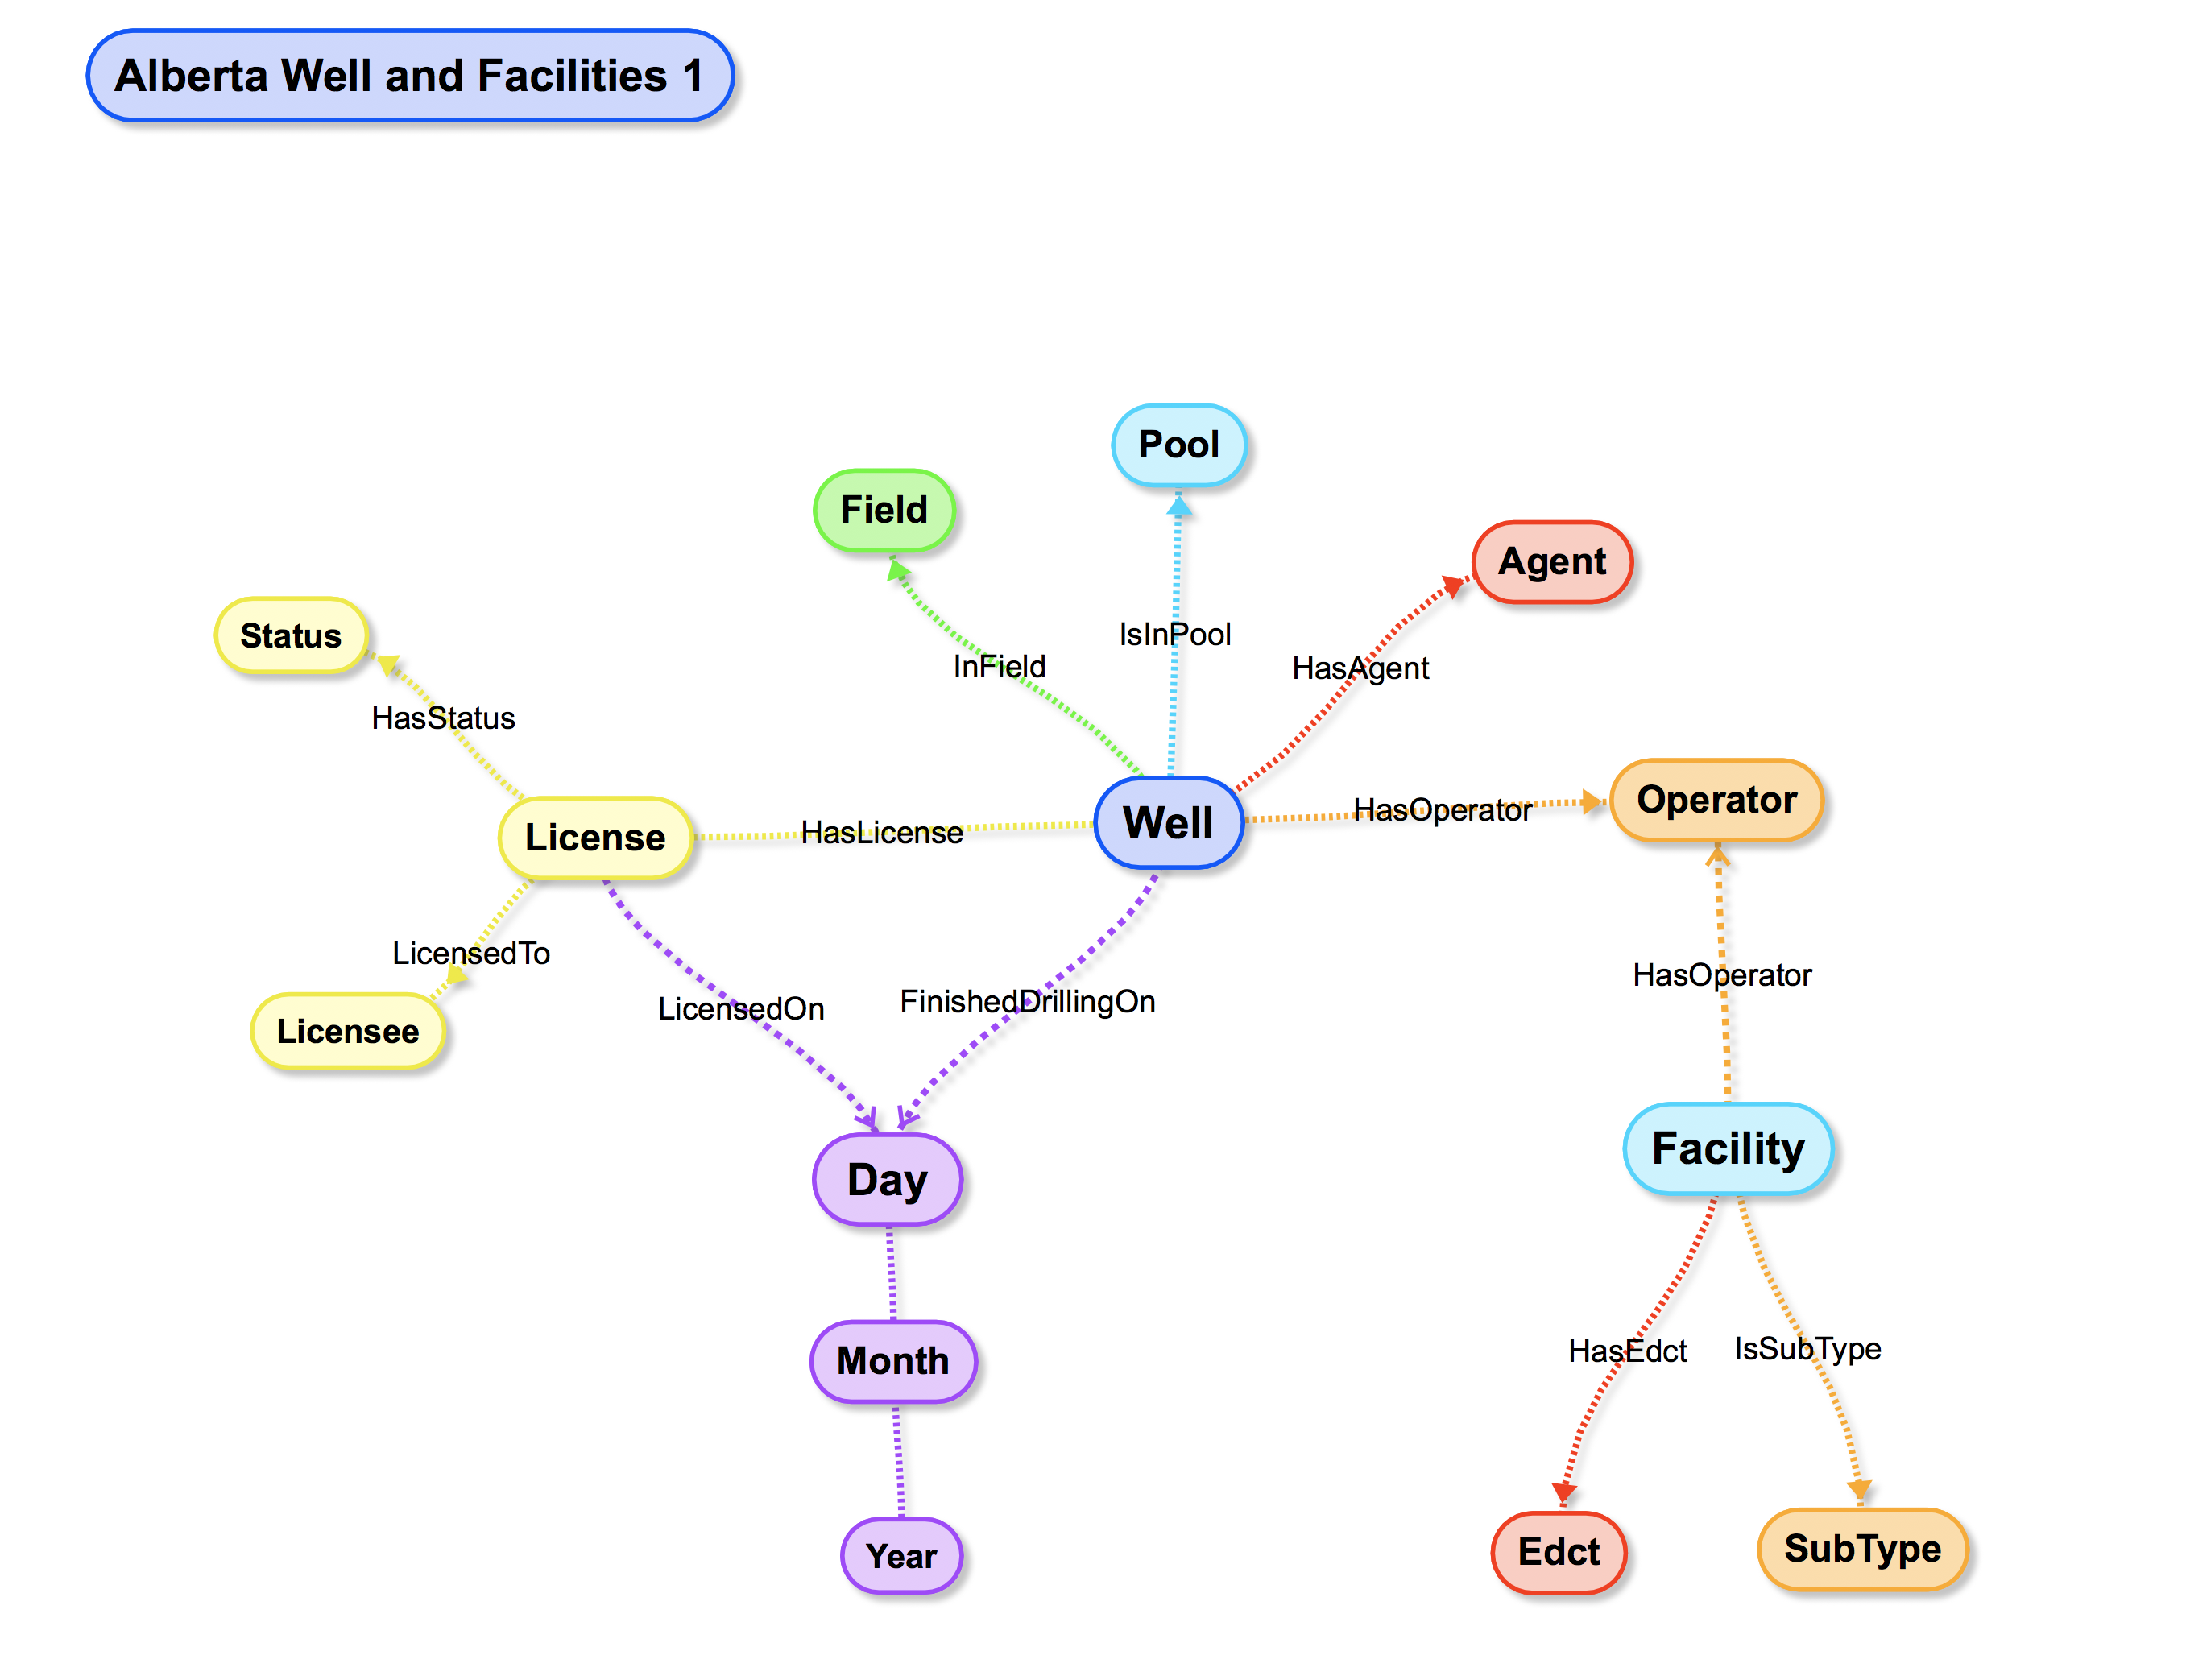 Alberta Well and Facilities 1
Pool
Field
Agent
Status
IsInPool
InField
HasAgent
HasStatus
Operator
License
HasLicense
Well
HasOperator
LicensedTo
HasOperator
LicensedOn
FinishedDrillingOn
Licensee
Facility
Day
Month
HasEdct
IsSubType
Year
Edct
SubType